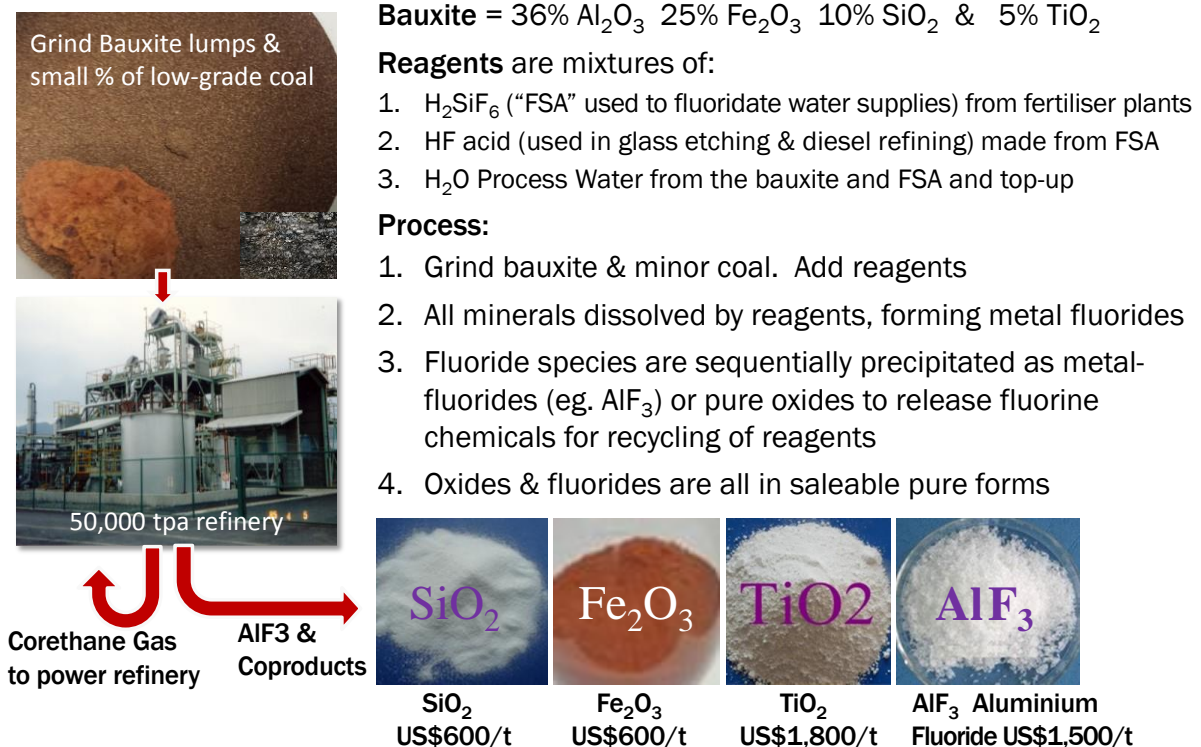 Grind Bauxite lumps &
small % of low-grade coal
50,000 tpa refinery
Corethane Gas
to power refinery
AlF3 &
Coproducts
Bauxite = 36% Al₂O₃ 25% Fe₂O₃ 10% SiO₂ & 5% TiO₂
Reagents are mixtures of:
1. H₂SiF₆ (“FSA” used to fluoridate water supplies) from fertiliser plants
2. HF acid (used in glass etching & diesel refining) made from FSA
3. H₂O Process Water from the bauxite and FSA and top-up
Process:
1. Grind bauxite & minor coal. Add reagents
2. All minerals dissolved by reagents, forming metal fluorides
3. Fluoride species are sequentially precipitated as metal-
fluorides (eg. AlF₃) or pure oxides to release fluorine
chemicals for recycling of reagents
4. Oxides & fluorides are all in saleable pure forms
SiO₂
Fe₂O₃
TiO2
AlF₃
SiO₂
US$600/t
Fe₂O₃
US$600/t
TiO₂
US$1,800/t
AlF₃ Aluminium
Fluoride US$1,500/t